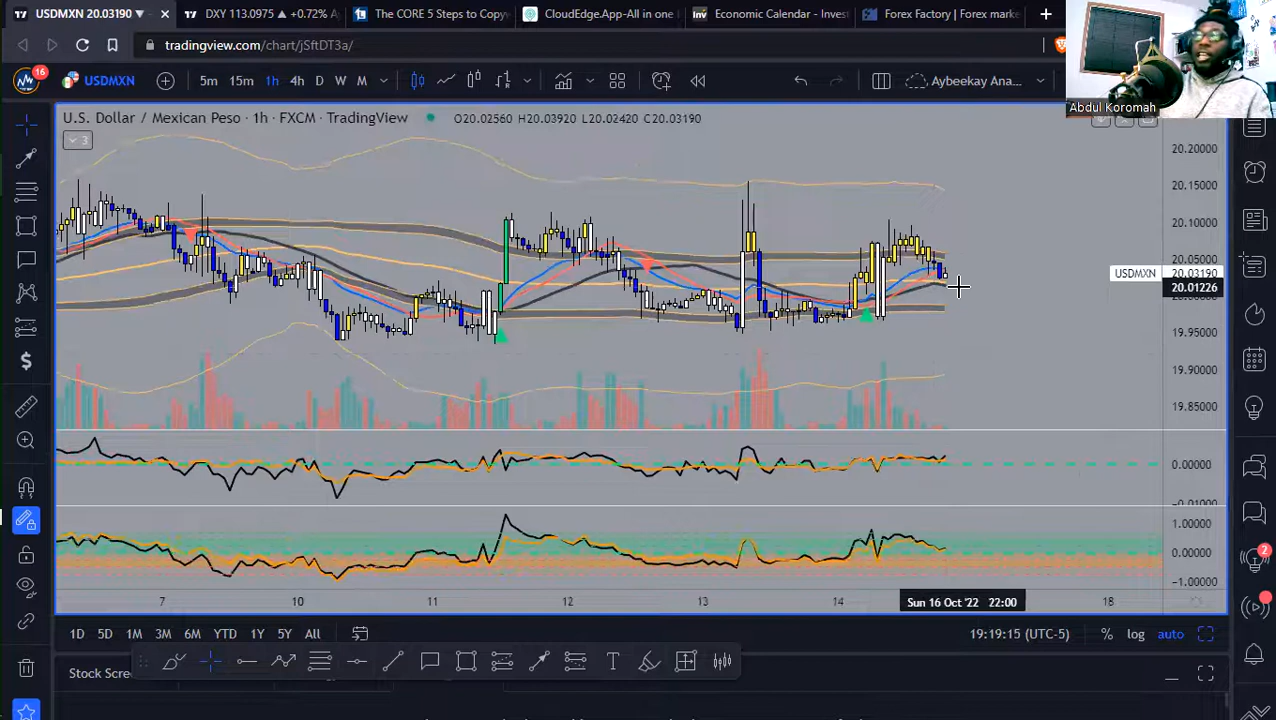 USDMXN 20.03190 ▼
DXY 113.0975 ▲ +0.72%
The CORE 5 Steps to Copyw
CloudEdge.App-All in one
Economic Calendar - Invest
Forex Factory | Forex mark
tradingview.com/chart/jSftDT3a/
16
USDMXN
5m 15m 1h 4h D W M
Aybeekay Ana...
Abdul Koromah
U.S. Dollar / Mexican Peso · 1h · FXCM · TradingView
O20.02560 H20.03920 L20.02420 C20.03190
3
20.20000
20.15000
20.10000
20.05000
USDMXN 20.03190
20.01226
19.95000
19.90000
19.85000
0.00000
1.00000
0.00000
-1.00000
7 10 11 12 13 14 18
Sun 16 Oct '22 22:00
1D 5D 1M 3M 6M YTD 1Y 5Y All
19:19:15 (UTC-5)
% log auto
2
Stock Scre